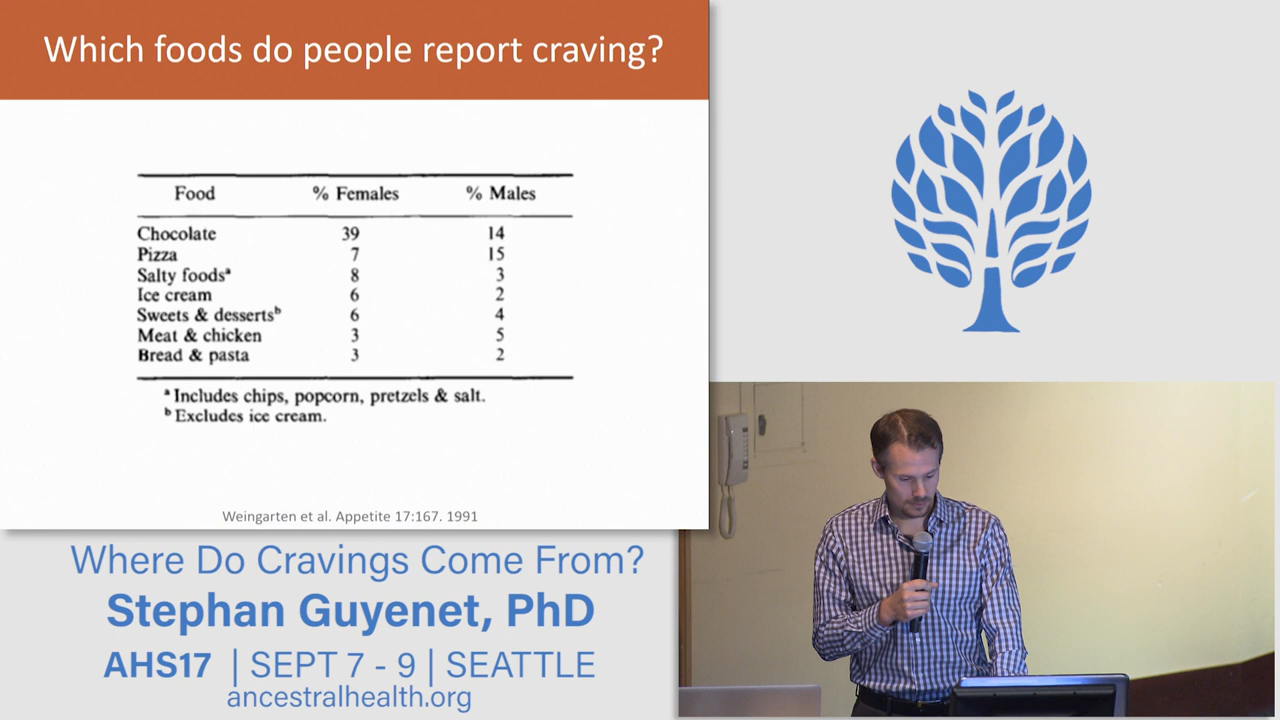 Which foods do people report craving?
Food % Females % Males
Chocolate 39 14
Pizza 7 15
Salty foodsᵃ 8 3
Ice cream 6 2
Sweets & dessertsᵇ 6 4
Meat & chicken 3 5
Bread & pasta 3 2
ᵃ Includes chips, popcorn, pretzels & salt.
ᵇ Excludes ice cream.
Weingarten et al. Appetite 17:167. 1991
Where Do Cravings Come From?
Stephan Guyenet, PhD
AHS17 | SEPT 7 - 9 | SEATTLE
ancestralhealth.org